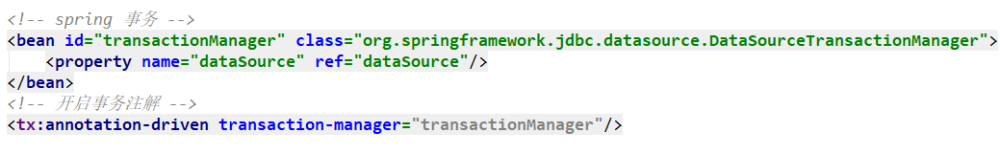 <!-- spring 事务 -->
<bean id="transactionManager" class="org.springframework.jdbc.datasource.DataSourceTransactionManager">
    <property name="dataSource" ref="dataSource"/>
</bean>
<!-- 开启事务注解 -->
<tx:annotation-driven transaction-manager="transactionManager"/>